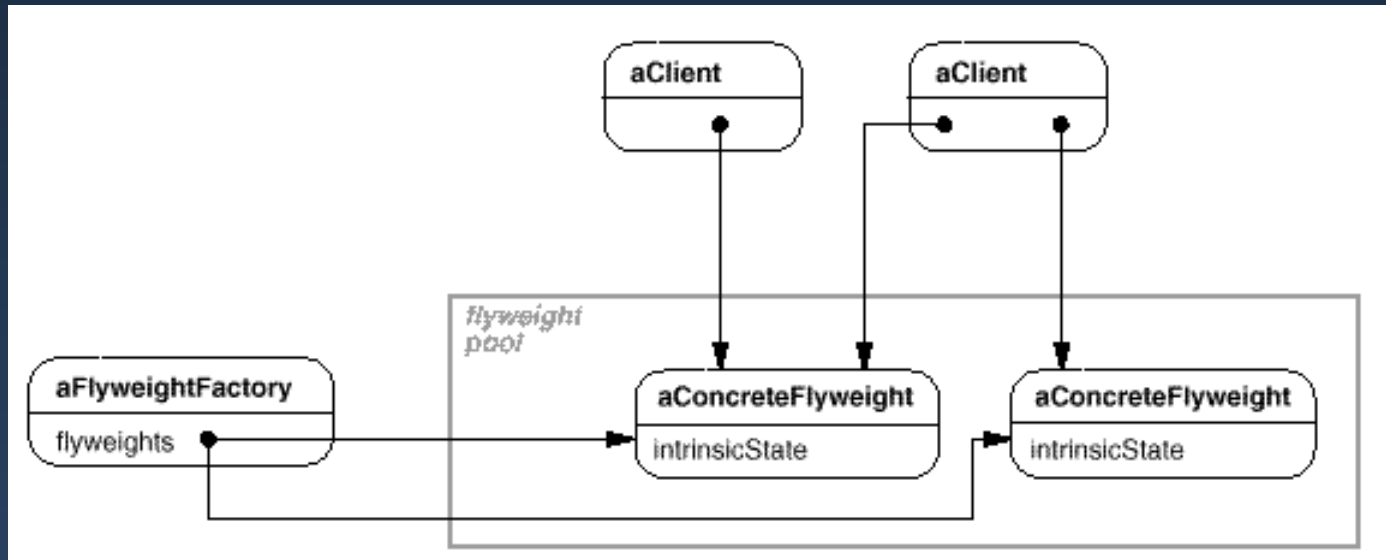 aClient
aClient
flyweight
pool
aFlyweightFactory
flyweights
aConcreteFlyweight
intrinsicState
aConcreteFlyweight
intrinsicState